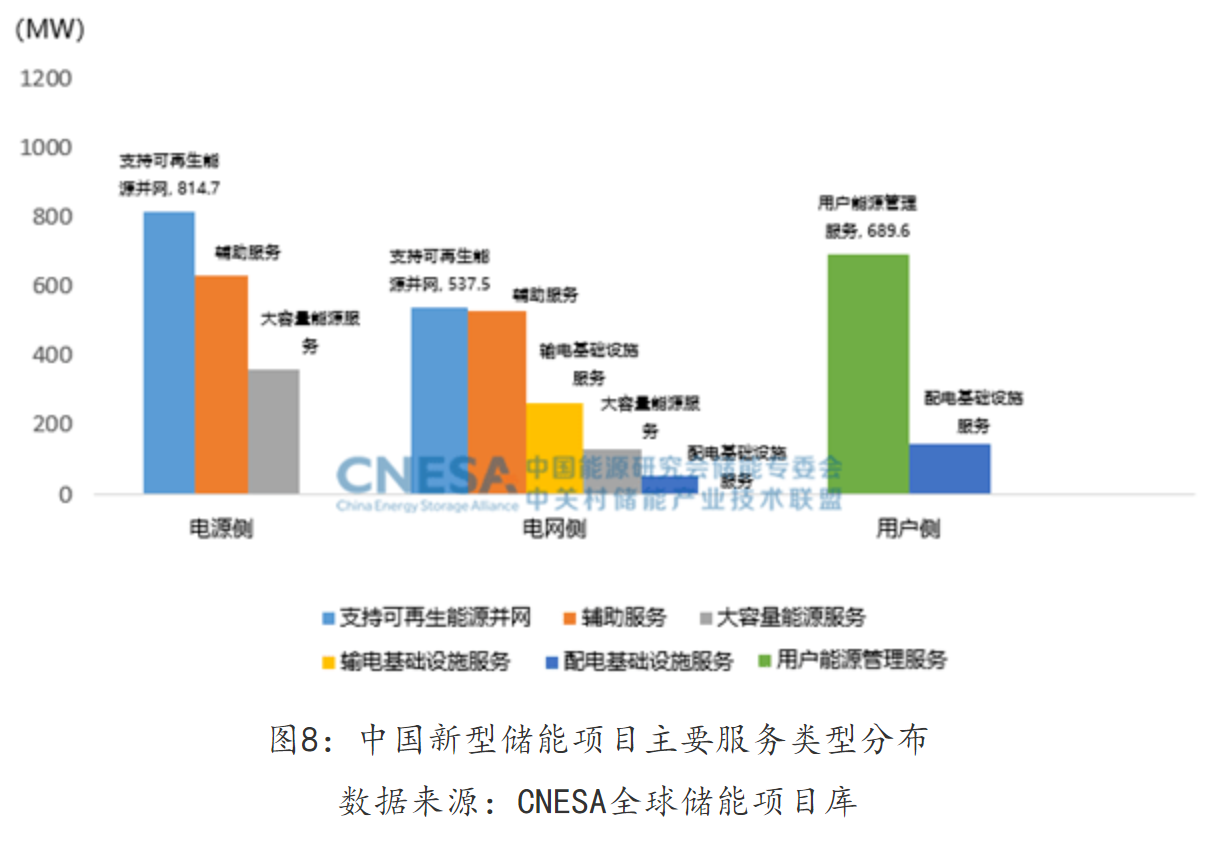 (MW)
1200
1000
800
600
400
200
0
支持可再生能
源并网, 814.7
辅助服务
大容量能源服
务
支持可再生能
源并网, 537.5
辅助服务
输电基础设施
服务
大容量能源服
务
配电基础设施
服务
用户能源管理
服务, 689.6
配电基础设施
服务
CNESA 中国能源研究会储能专委会
China Energy Storage Alliance 中关村储能产业技术联盟
电源侧 电网侧 用户侧
支持可再生能源并网 辅助服务 大容量能源服务
输电基础设施服务 配电基础设施服务 用户能源管理服务
图8：中国新型储能项目主要服务类型分布
数据来源：CNESA全球储能项目库